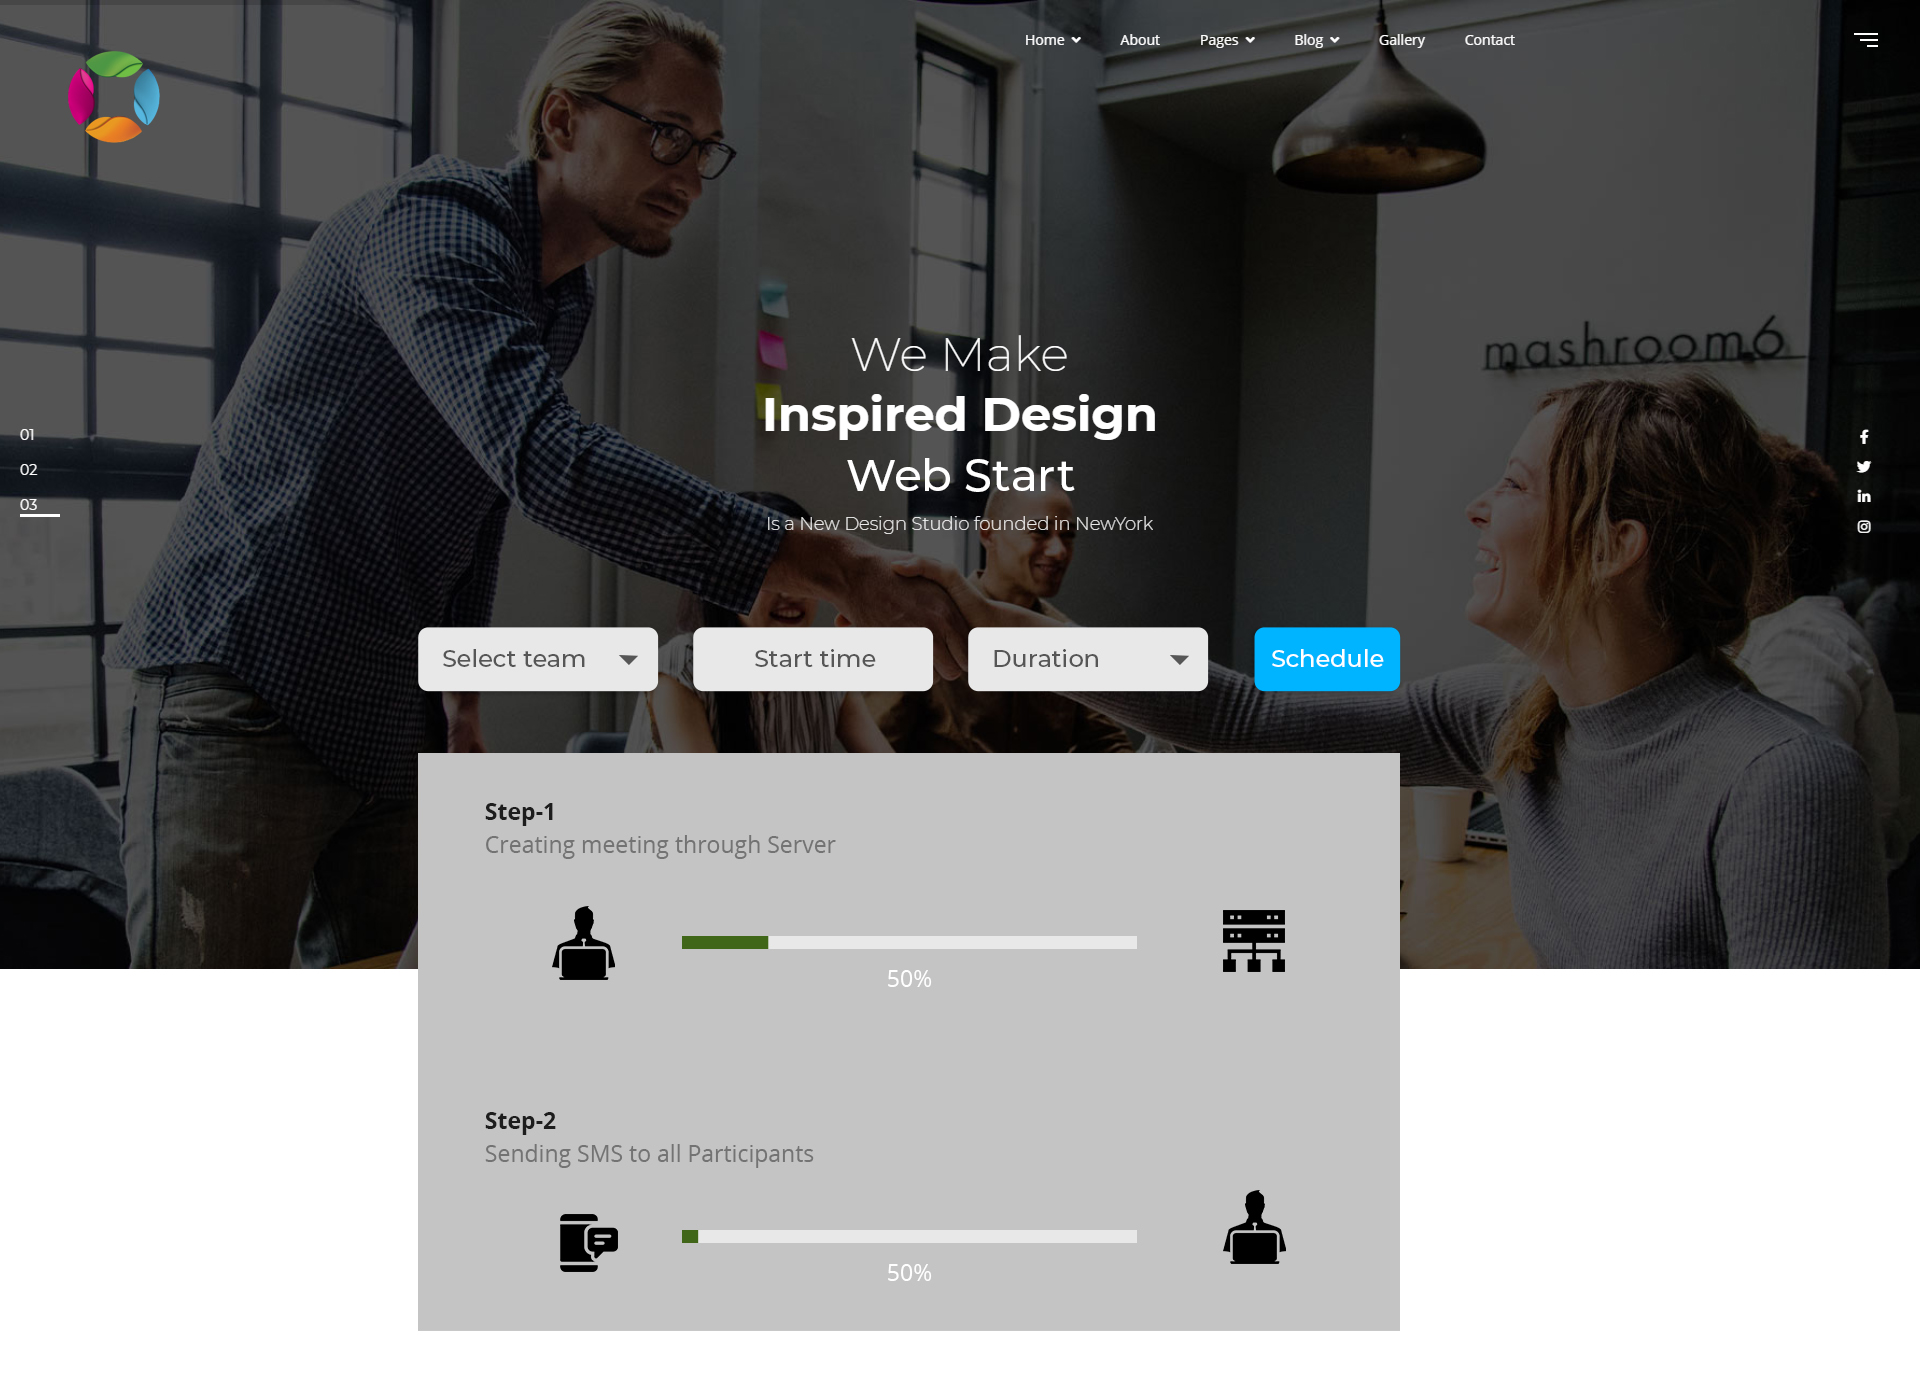 Home
About
Pages
Blog
Gallery
Contact
mashroom6
We Make
Inspired Design
Web Start
Is a New Design Studio founded in NewYork
01
02
03
Select team
Start time
Duration
Schedule
Step-1
Creating meeting through Server
50%
Step-2
Sending SMS to all Participants
50%